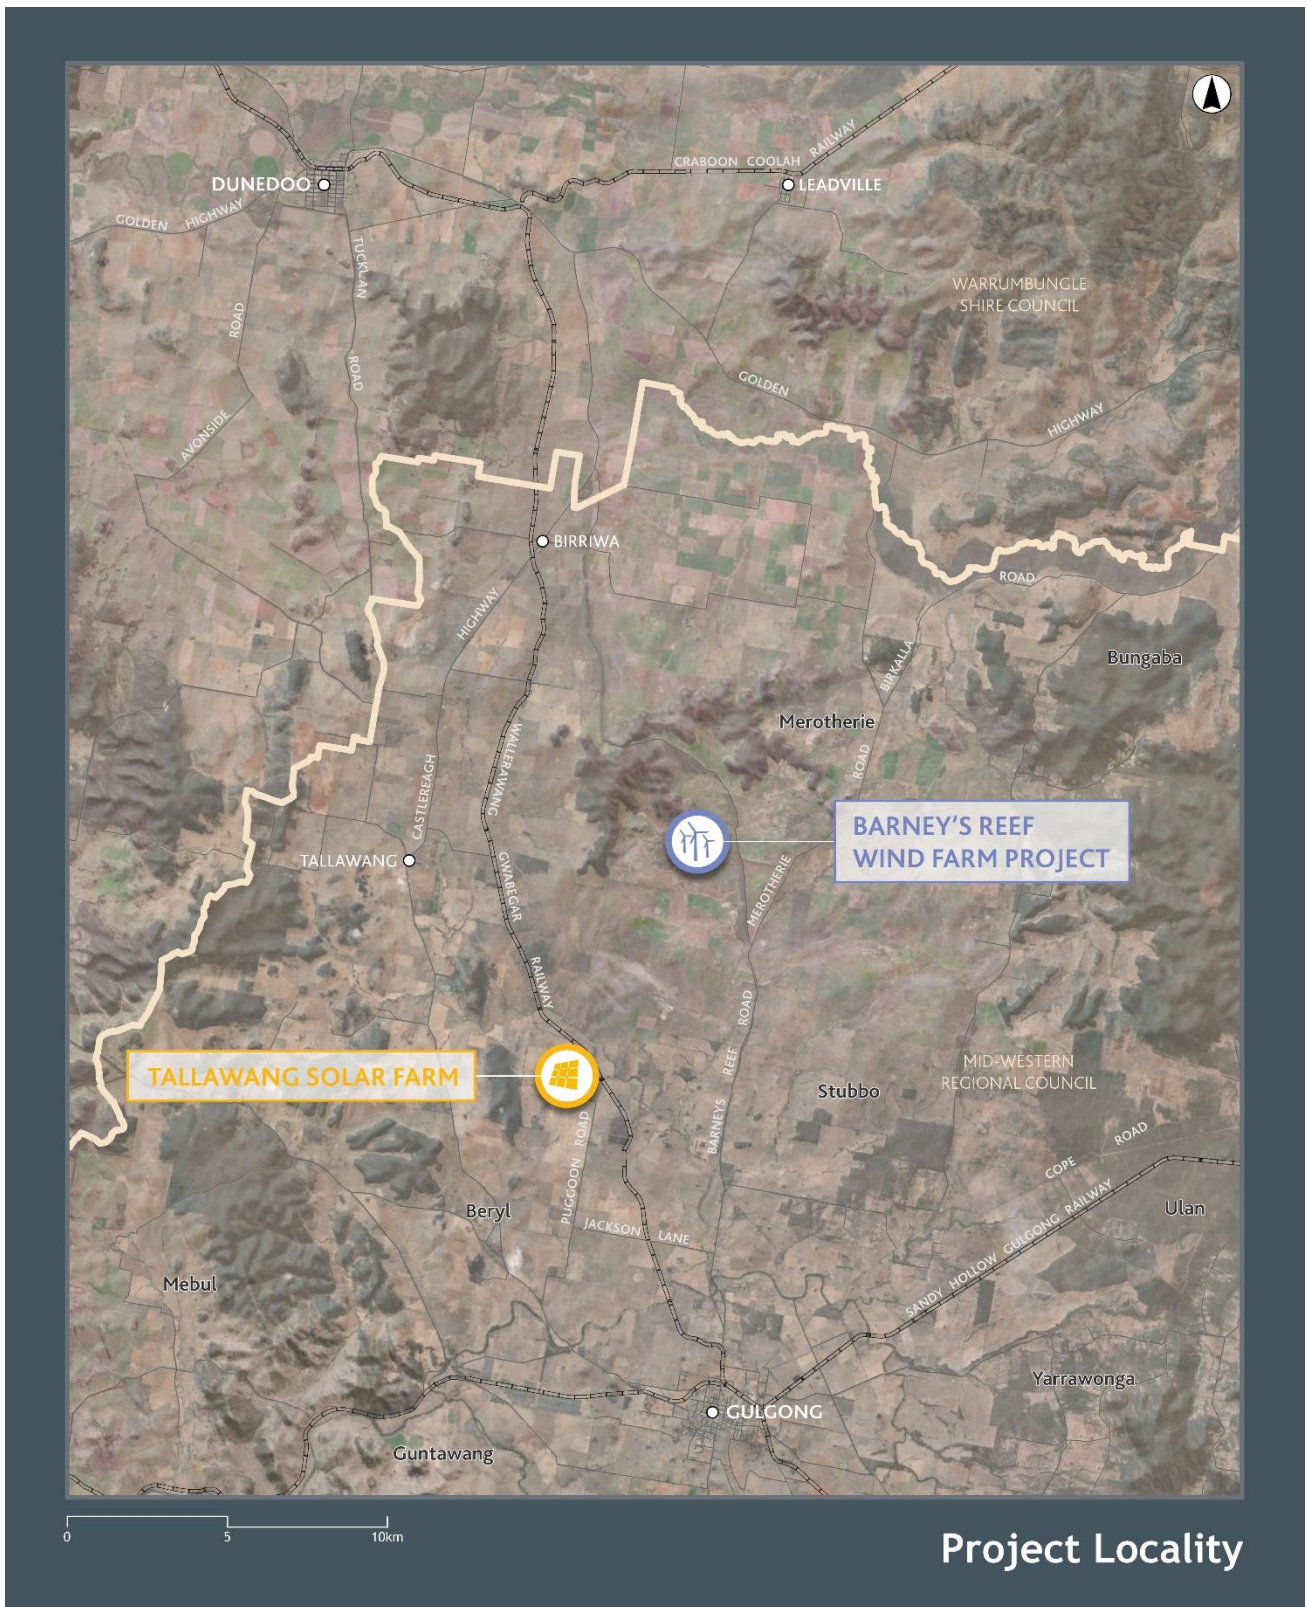 CRABOON COOLAH RAILWAY
DUNEDOO
LEADVILLE
GOLDEN HIGHWAY
TUCKLAN
ROAD
WARRUMBUNGLE
SHIRE COUNCIL
ROAD
GOLDEN
HIGHWAY
AVONSIDE
BIRRIWA
ROAD
HIGHWAY
BIRKALLA
Bungaba
Merotherie
WALLERAWANG
ROAD
CASTLEREAGH
BARNEY'S REEF
WIND FARM PROJECT
TALLAWANG
GWABEGAR
MEROTHERIE
RAILWAY
ROAD
TALLAWANG SOLAR FARM
REEF
MID-WESTERN
REGIONAL COUNCIL
Stubbo
BARNEYS
ROAD
PUGGOON ROAD
COPE
ROAD
Beryl
JACKSON LANE
Ulan
SANDY HOLLOW GULGONG RAILWAY
Mebul
Yarrawonga
GULGONG
Guntawang
0 5 10km
Project Locality